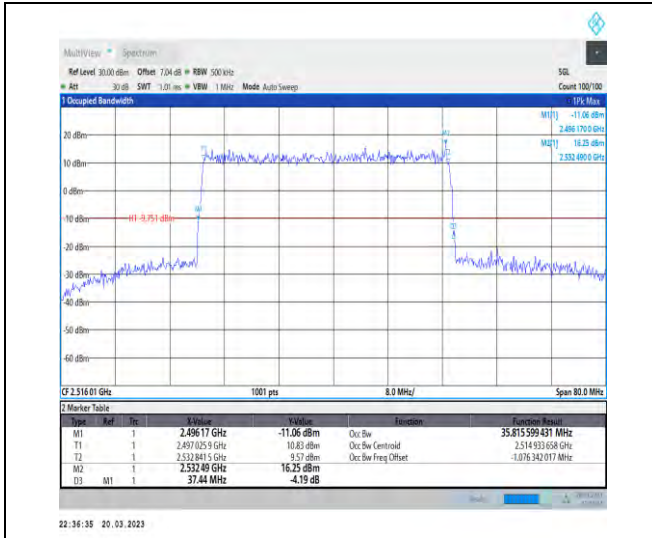 MultiView Spectrum
Ref Level 30.00 dBm Offset 7.04 dB RBW 500 kHz SGL
Att 30 dB SWT 1.01 ms VBW 1 MHz Mode Auto Sweep Count 100/100
1 Occupied Bandwidth 1Pk Max
M1[1] -11.06 dBm
2.496 170 0 GHz
M2[1] 16.25 dBm
2.532 490 0 GHz
20 dBm
10 dBm
0 dBm
-10 dBm H1 -9.751 dBm
-20 dBm
-30 dBm
-40 dBm
-50 dBm
-60 dBm
CF 2.516 01 GHz 1001 pts 8.0 MHz/ Span 80.0 MHz
2 Marker Table
Type Ref Trc X-Value Y-Value Function Function Result
M1 1 2.496 17 GHz -11.06 dBm Occ Bw 35.815 599 431 MHz
T1 1 2.497 025 9 GHz 10.83 dBm Occ Bw Centroid 2.514 933 658 GHz
T2 1 2.532 841 5 GHz 9.57 dBm Occ Bw Freq Offset -1.076 342 017 MHz
M2 1 2.532 49 GHz 16.25 dBm
D3 M1 1 37.44 MHz -4.19 dB
22:36:35 20.03.2023